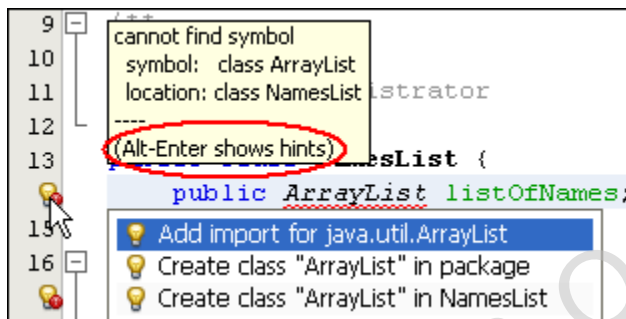 9 /**
cannot find symbol
10 symbol: class ArrayList
11 location: class NamesList istrator
12 ----
(Alt-Enter shows hints)
13 esList {
public ArrayList listOfNames;
15 Add import for java.util.ArrayList
16 Create class "ArrayList" in package
Create class "ArrayList" in NamesList